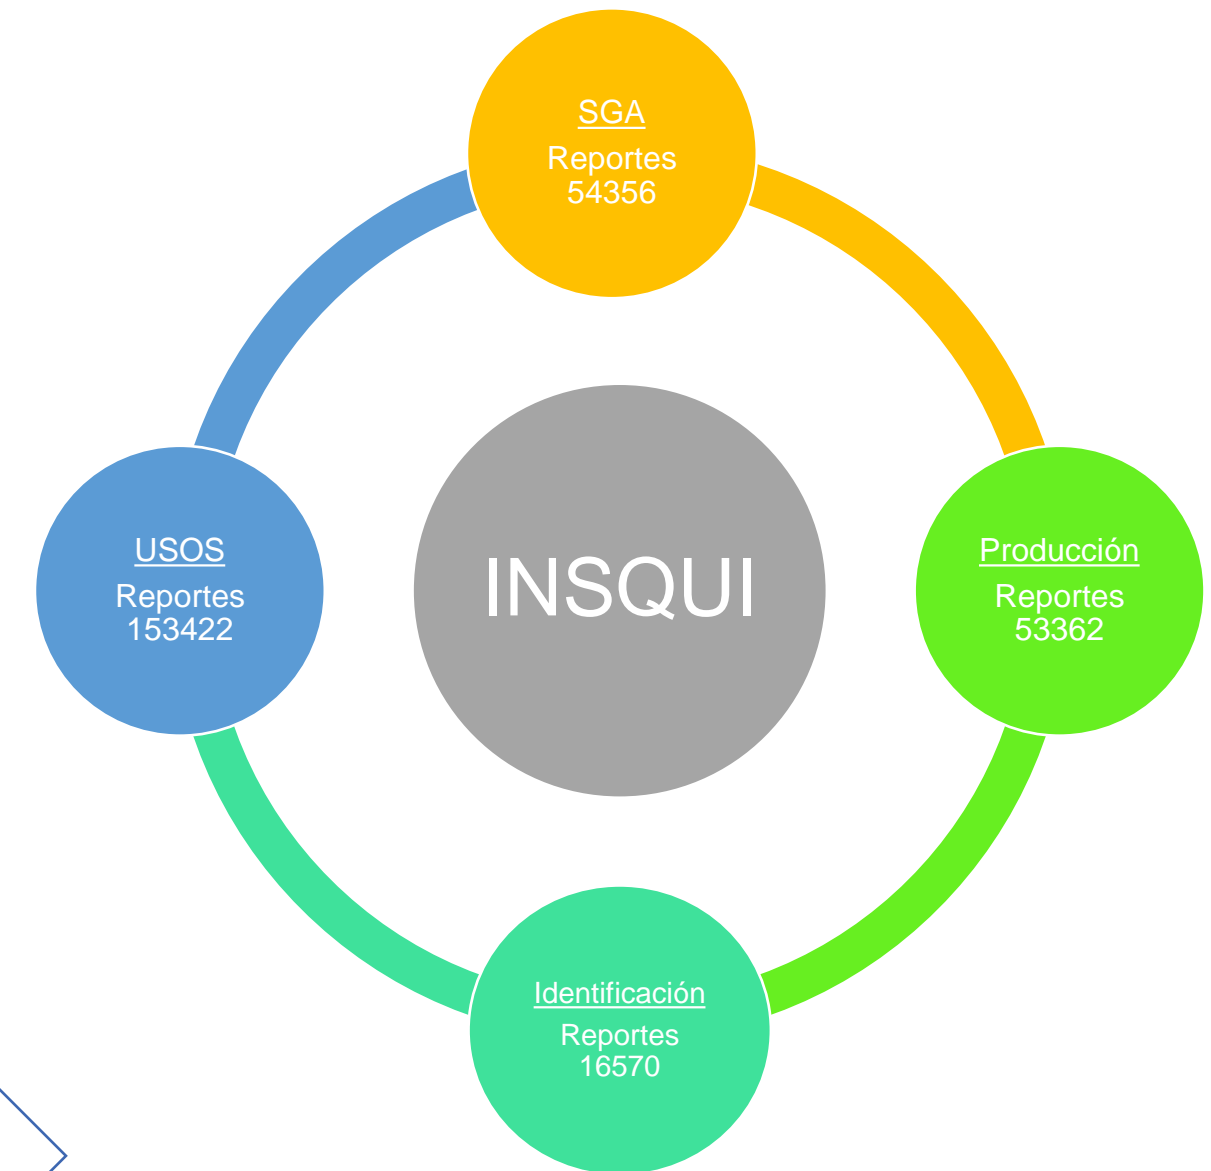 SGA
Reportes
54356
USOS
Reportes
153422
INSQUI
Producción
Reportes
53362
Identificación
Reportes
16570